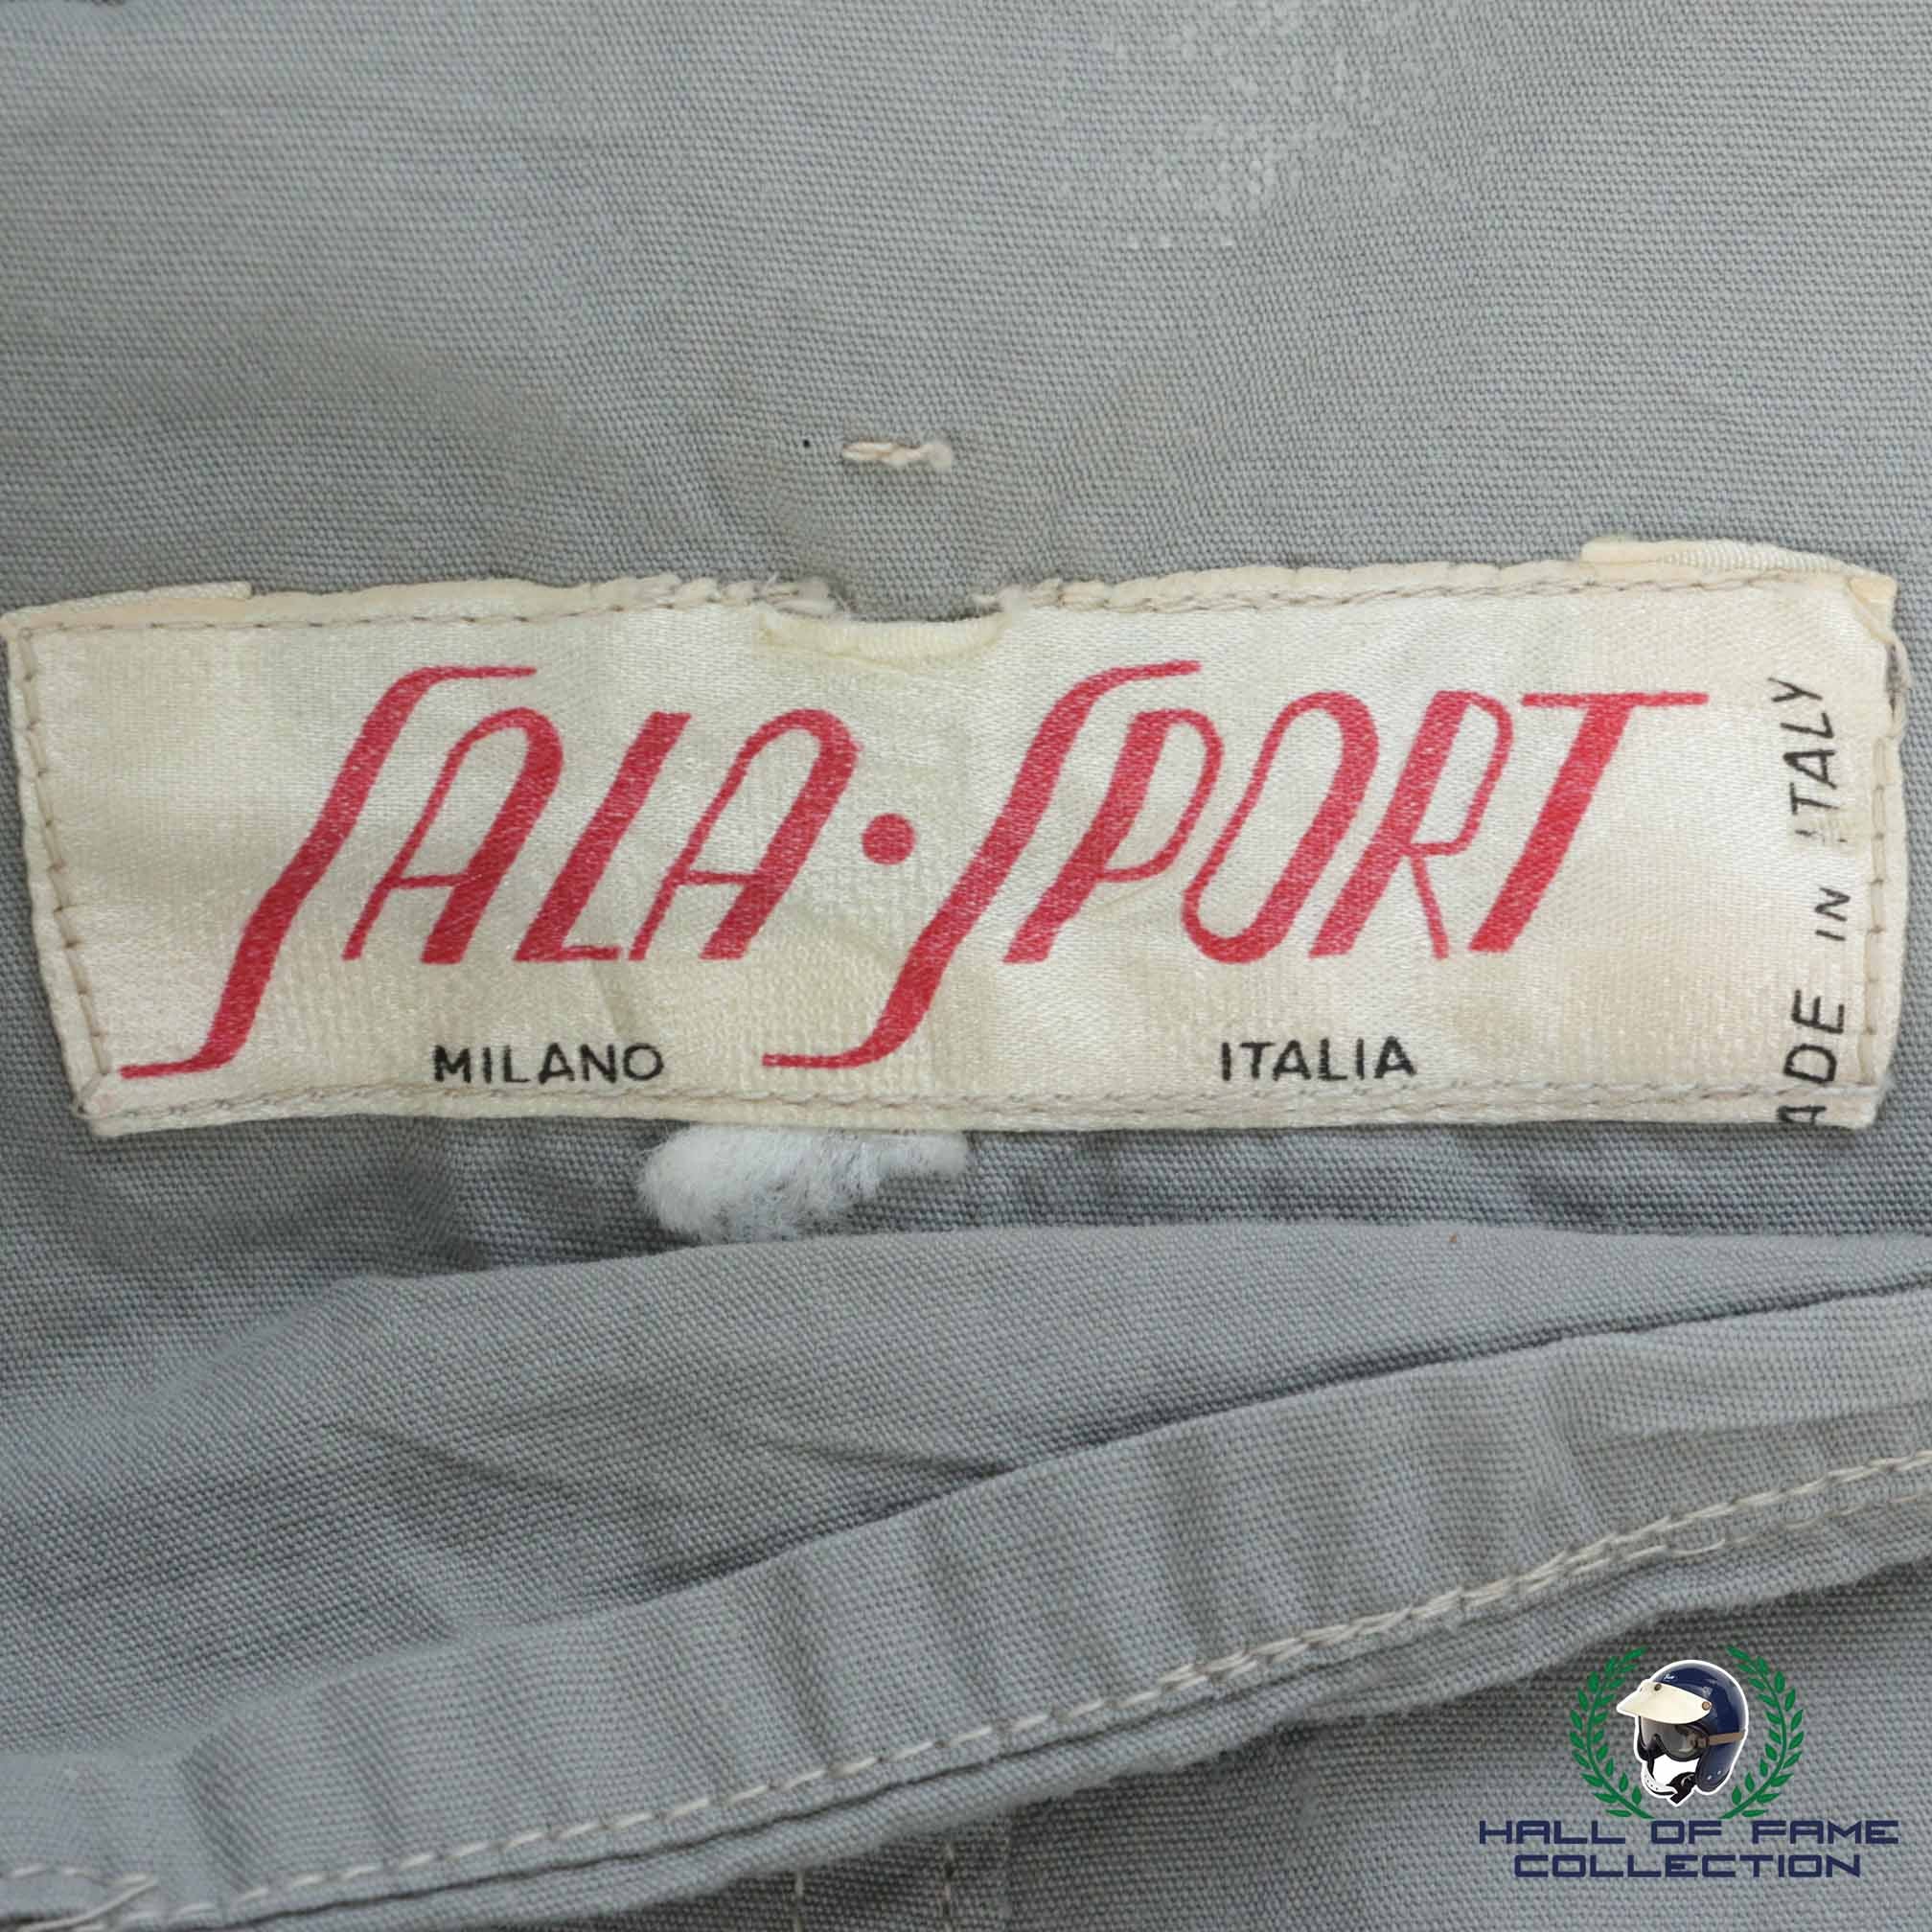 SALA·SPORT
MILANO ITALIA
ADE IN ITALY
HALL OF FAME
COLLECTION